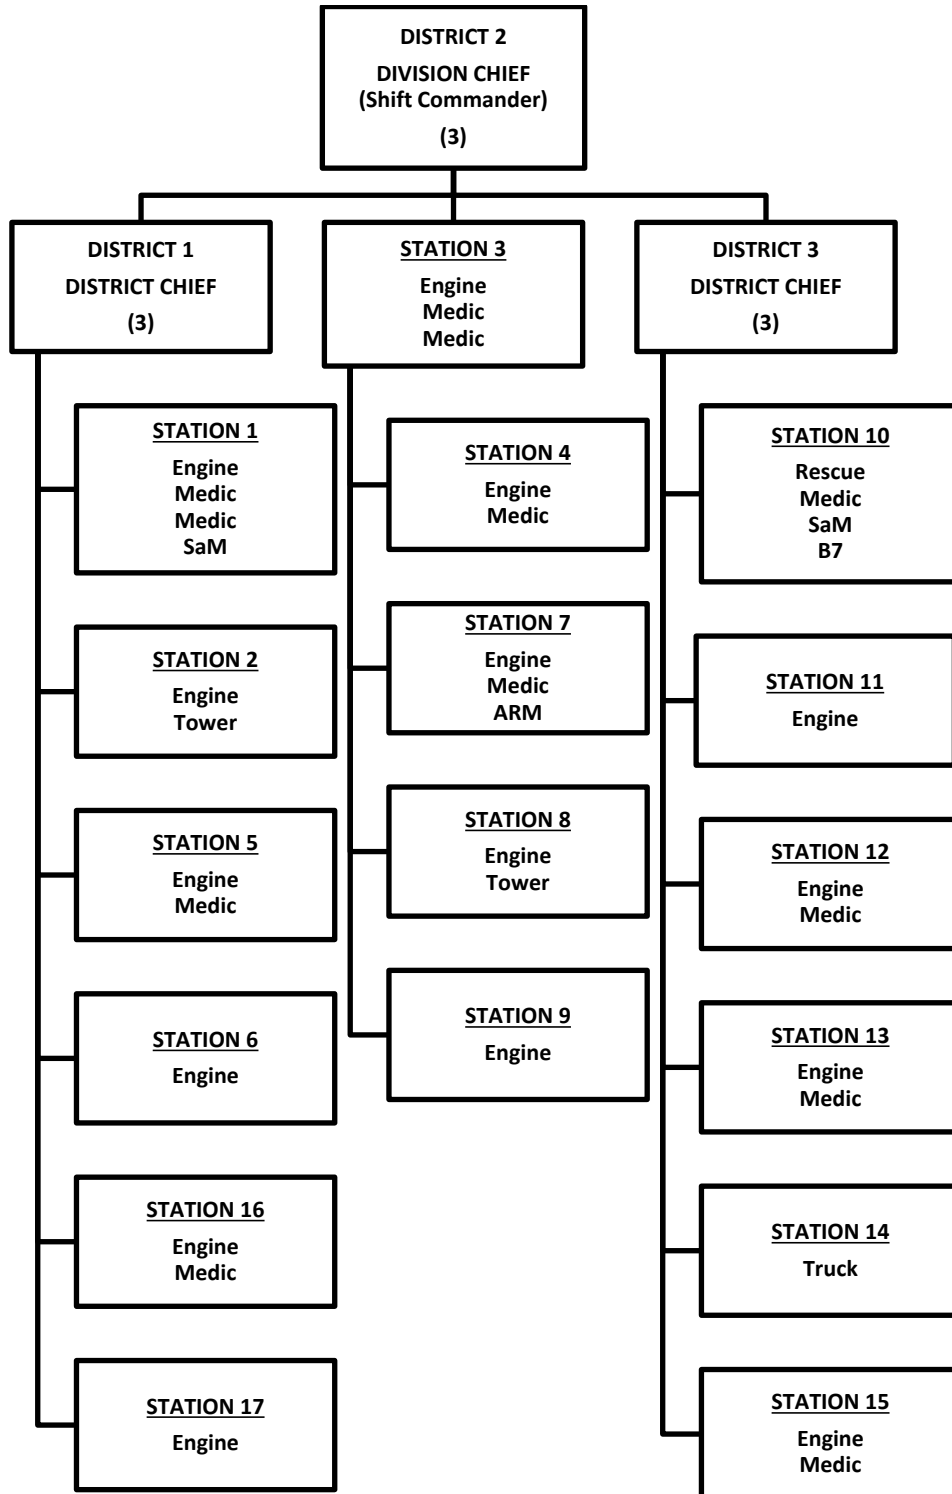 DISTRICT 2
DIVISION CHIEF
(Shift Commander)
(3)
DISTRICT 1
DISTRICT CHIEF
(3)
STATION 1
Engine
Medic
Medic
SaM
STATION 2
Engine
Tower
STATION 5
Engine
Medic
STATION 6
Engine
STATION 16
Engine
Medic
STATION 17
Engine
STATION 3
Engine
Medic
Medic
STATION 4
Engine
Medic
STATION 7
Engine
Medic
ARM
STATION 8
Engine
Tower
STATION 9
Engine
DISTRICT 3
DISTRICT CHIEF
(3)
STATION 10
Rescue
Medic
SaM
B7
STATION 11
Engine
STATION 12
Engine
Medic
STATION 13
Engine
Medic
STATION 14
Truck
STATION 15
Engine
Medic